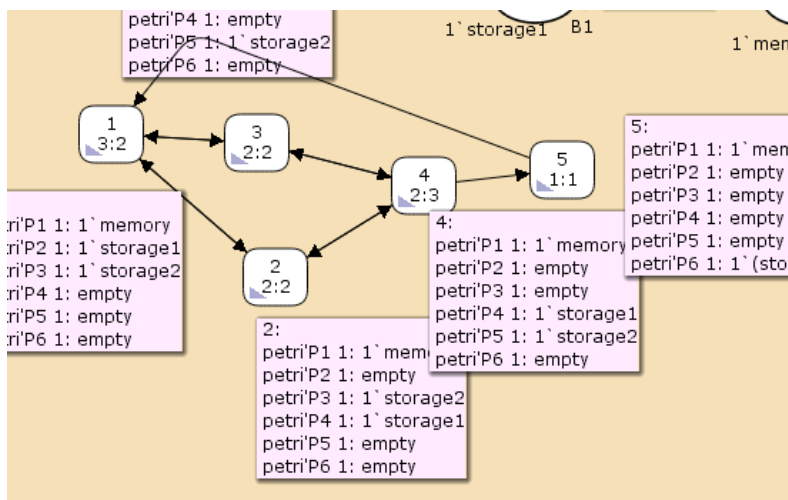 petri'P4 1: empty
petri'P5 1: 1`storage2
petri'P6 1: empty
1`storage1 B1
1
3:2
3
2:2
4
2:3
5
1:1
2
2:2
P1 1: 1`memory
P2 1: 1`storage1
P3 1: 1`storage2
P4 1: empty
P5 1: empty
P6 1: empty
2:
petri'P1 1: 1`mem
petri'P2 1: empty
petri'P3 1: 1`storage2
petri'P4 1: 1`storage1
petri'P5 1: empty
petri'P6 1: empty
4:
petri'P1 1: 1`memory
petri'P2 1: empty
petri'P3 1: empty
petri'P4 1: 1`storage1
petri'P5 1: 1`storage2
petri'P6 1: empty
5:
petri'P1 1: 1`mem
petri'P2 1: empty
petri'P3 1: empty
petri'P4 1: empty
petri'P5 1: empty
petri'P6 1: 1`(sto
1`mem